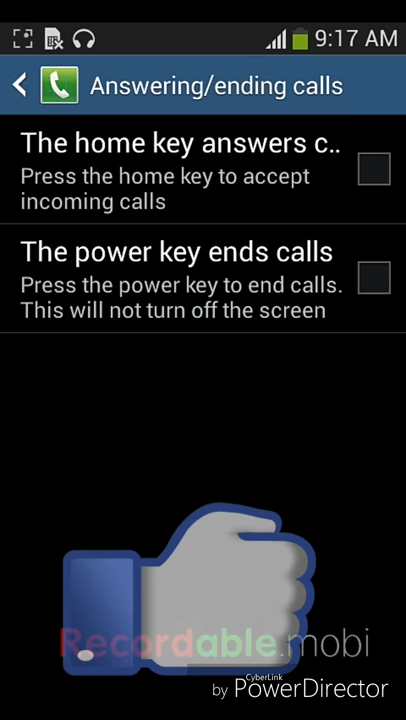 9:17 AM
Answering/ending calls
The home key answers c..
Press the home key to accept
incoming calls
The power key ends calls
Press the power key to end calls.
This will not turn off the screen
Recordable.mobi
CyberLink
by PowerDirector